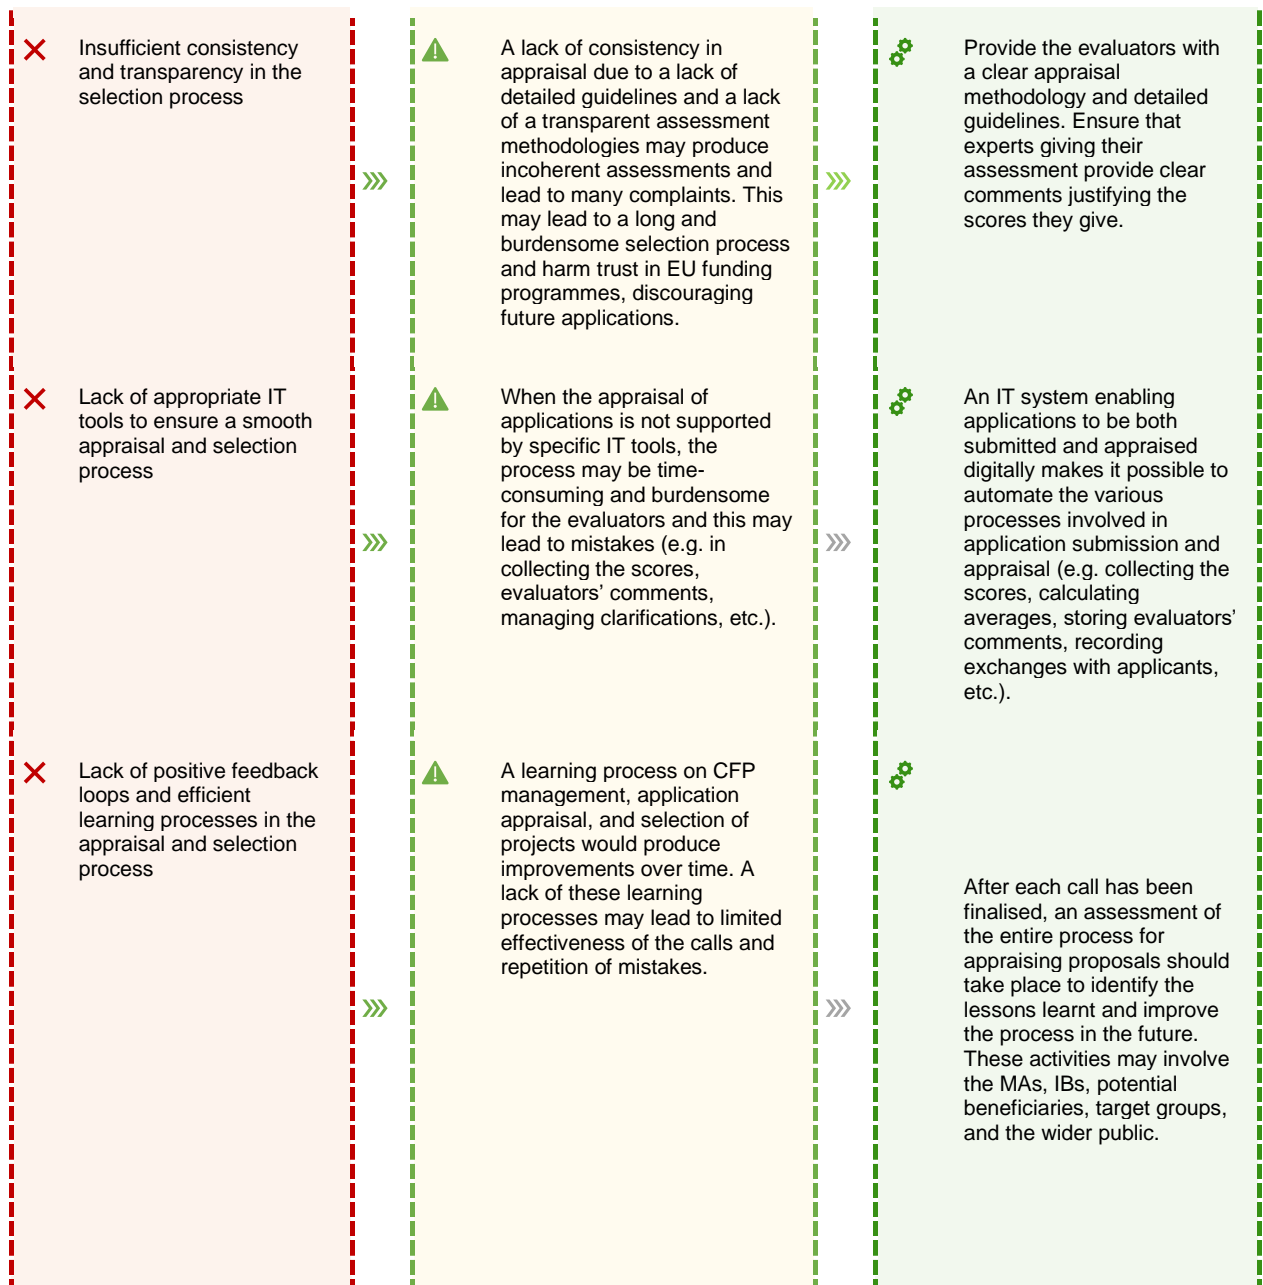 Insufficient consistency
and transparency in the
selection process
A lack of consistency in
appraisal due to a lack of
detailed guidelines and a lack
of a transparent assessment
methodologies may produce
incoherent assessments and
lead to many complaints. This
may lead to a long and
burdensome selection process
and harm trust in EU funding
programmes, discouraging
future applications.
Provide the evaluators with
a clear appraisal
methodology and detailed
guidelines. Ensure that
experts giving their
assessment provide clear
comments justifying the
scores they give.
Lack of appropriate IT
tools to ensure a smooth
appraisal and selection
process
When the appraisal of
applications is not supported
by specific IT tools, the
process may be time-
consuming and burdensome
for the evaluators and this may
lead to mistakes (e.g. in
collecting the scores,
evaluators’ comments,
managing clarifications, etc.).
An IT system enabling
applications to be both
submitted and appraised
digitally makes it possible to
automate the various
processes involved in
application submission and
appraisal (e.g. collecting the
scores, calculating
averages, storing evaluators’
comments, recording
exchanges with applicants,
etc.).
Lack of positive feedback
loops and efficient
learning processes in the
appraisal and selection
process
A learning process on CFP
management, application
appraisal, and selection of
projects would produce
improvements over time. A
lack of these learning
processes may lead to limited
effectiveness of the calls and
repetition of mistakes.
After each call has been
finalised, an assessment of
the entire process for
appraising proposals should
take place to identify the
lessons learnt and improve
the process in the future.
These activities may involve
the MAs, IBs, potential
beneficiaries, target groups,
and the wider public.